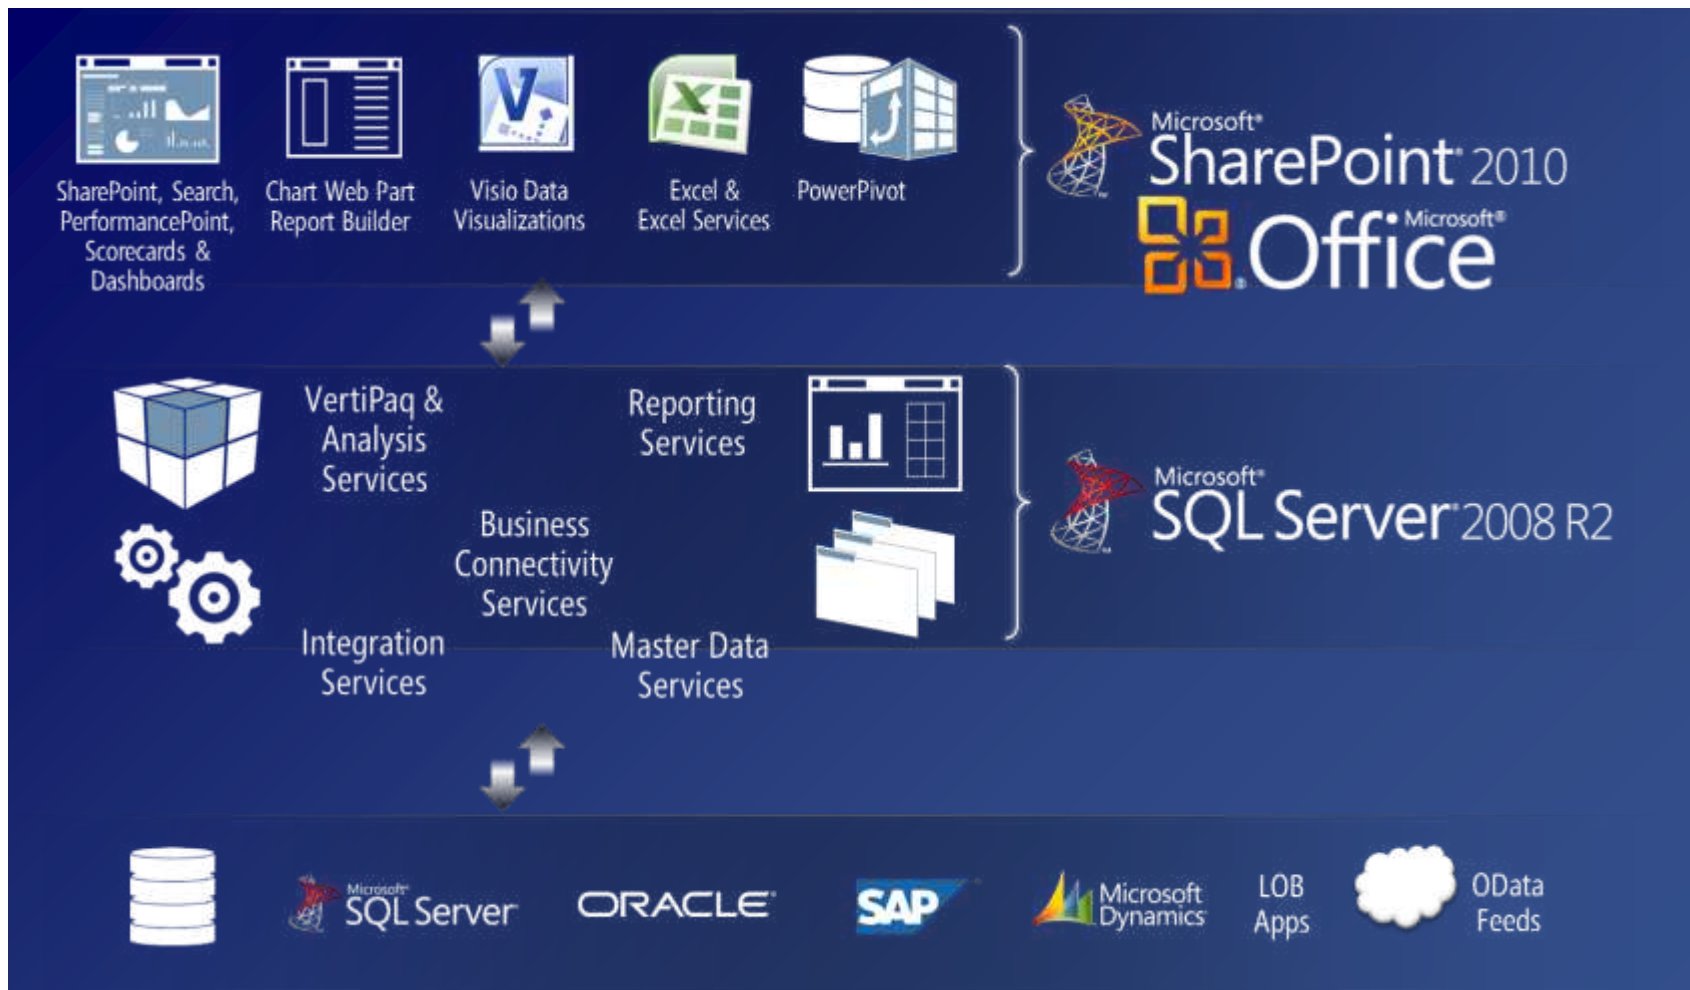 SharePoint, Search,
PerformancePoint,
Scorecards &
Dashboards
Chart Web Part
Report Builder
Visio Data
Visualizations
Excel &
Excel Services
PowerPivot
Microsoft®
SharePoint® 2010
Microsoft®
Office
VertiPaq &
Analysis
Services
Reporting
Services
Business
Connectivity
Services
Integration
Services
Master Data
Services
Microsoft®
SQL Server® 2008 R2
Microsoft®
SQL Server
ORACLE®
SAP
Microsoft
Dynamics
LOB
Apps
OData
Feeds